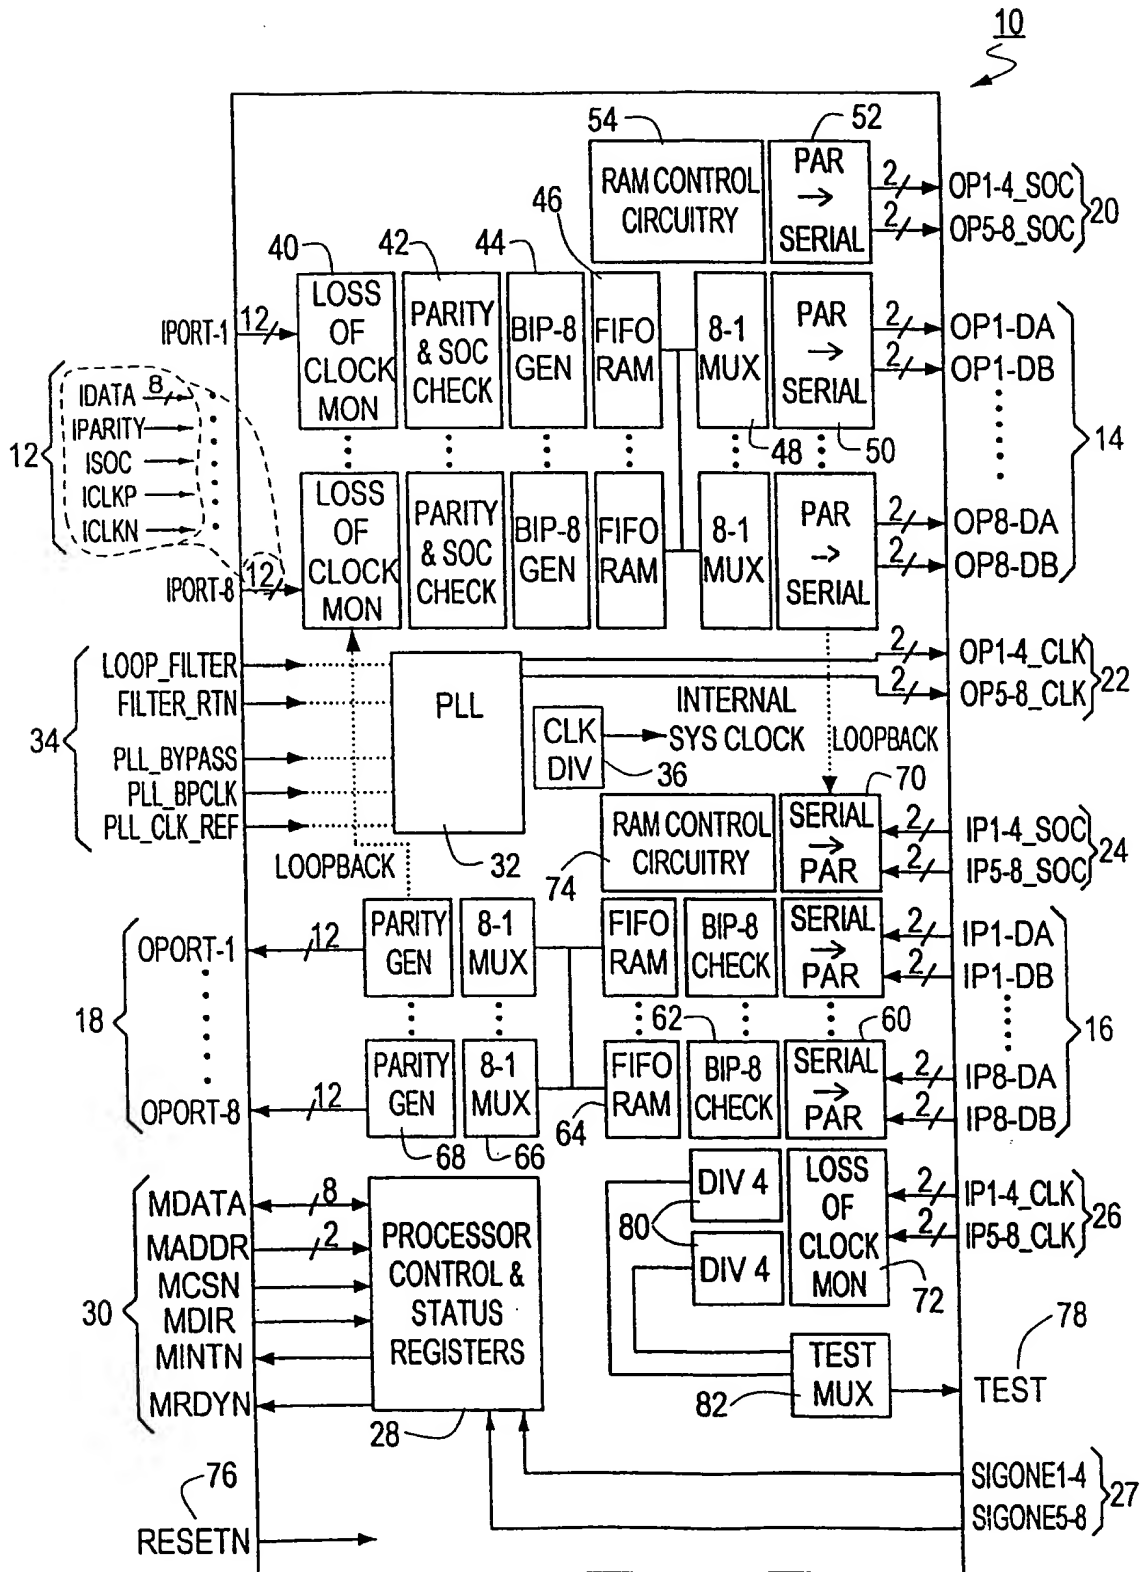 10
54
52
RAM CONTROL
CIRCUITRY
PAR
→
SERIAL
2
OP1-4_SOC
2
OP5-8_SOC
20
40
42
44
46
IPORT-1
12
LOSS
OF
CLOCK
MON
PARITY
& SOC
CHECK
BIP-8
GEN
FIFO
RAM
8-1
MUX
PAR
→
SERIAL
2
OP1-DA
2
OP1-DB
48
50
14
12
IDATA
8
IPARITY
ISOC
ICLKP
ICLKN
IPORT-8
12
LOSS
OF
CLOCK
MON
PARITY
& SOC
CHECK
BIP-8
GEN
FIFO
RAM
8-1
MUX
PAR
→
SERIAL
2
OP8-DA
2
OP8-DB
34
LOOP_FILTER
FILTER_RTN
PLL_BYPASS
PLL_BPCLK
PLL_CLK_REF
PLL
32
CLK
DIV
36
INTERNAL
SYS CLOCK
LOOPBACK
2
OP1-4_CLK
2
OP5-8_CLK
22
LOOPBACK
70
RAM CONTROL
CIRCUITRY
74
SERIAL
→
PAR
2
IP1-4_SOC
2
IP5-8_SOC
24
18
OPORT-1
12
PARITY
GEN
8-1
MUX
FIFO
RAM
BIP-8
CHECK
SERIAL
→
PAR
2
IP1-DA
2
IP1-DB
16
62
60
OPORT-8
12
PARITY
GEN
8-1
MUX
FIFO
RAM
BIP-8
CHECK
SERIAL
→
PAR
2
IP8-DA
2
IP8-DB
68
66
64
30
MDATA
8
MADDR
2
MCSN
MDIR
MINTN
MRDYN
PROCESSOR
CONTROL &
STATUS
REGISTERS
28
DIV 4
80
DIV 4
LOSS
OF
CLOCK
MON
72
2
IP1-4_CLK
2
IP5-8_CLK
26
78
TEST
MUX
82
TEST
76
RESETN
SIGONE1-4
SIGONE5-8
27